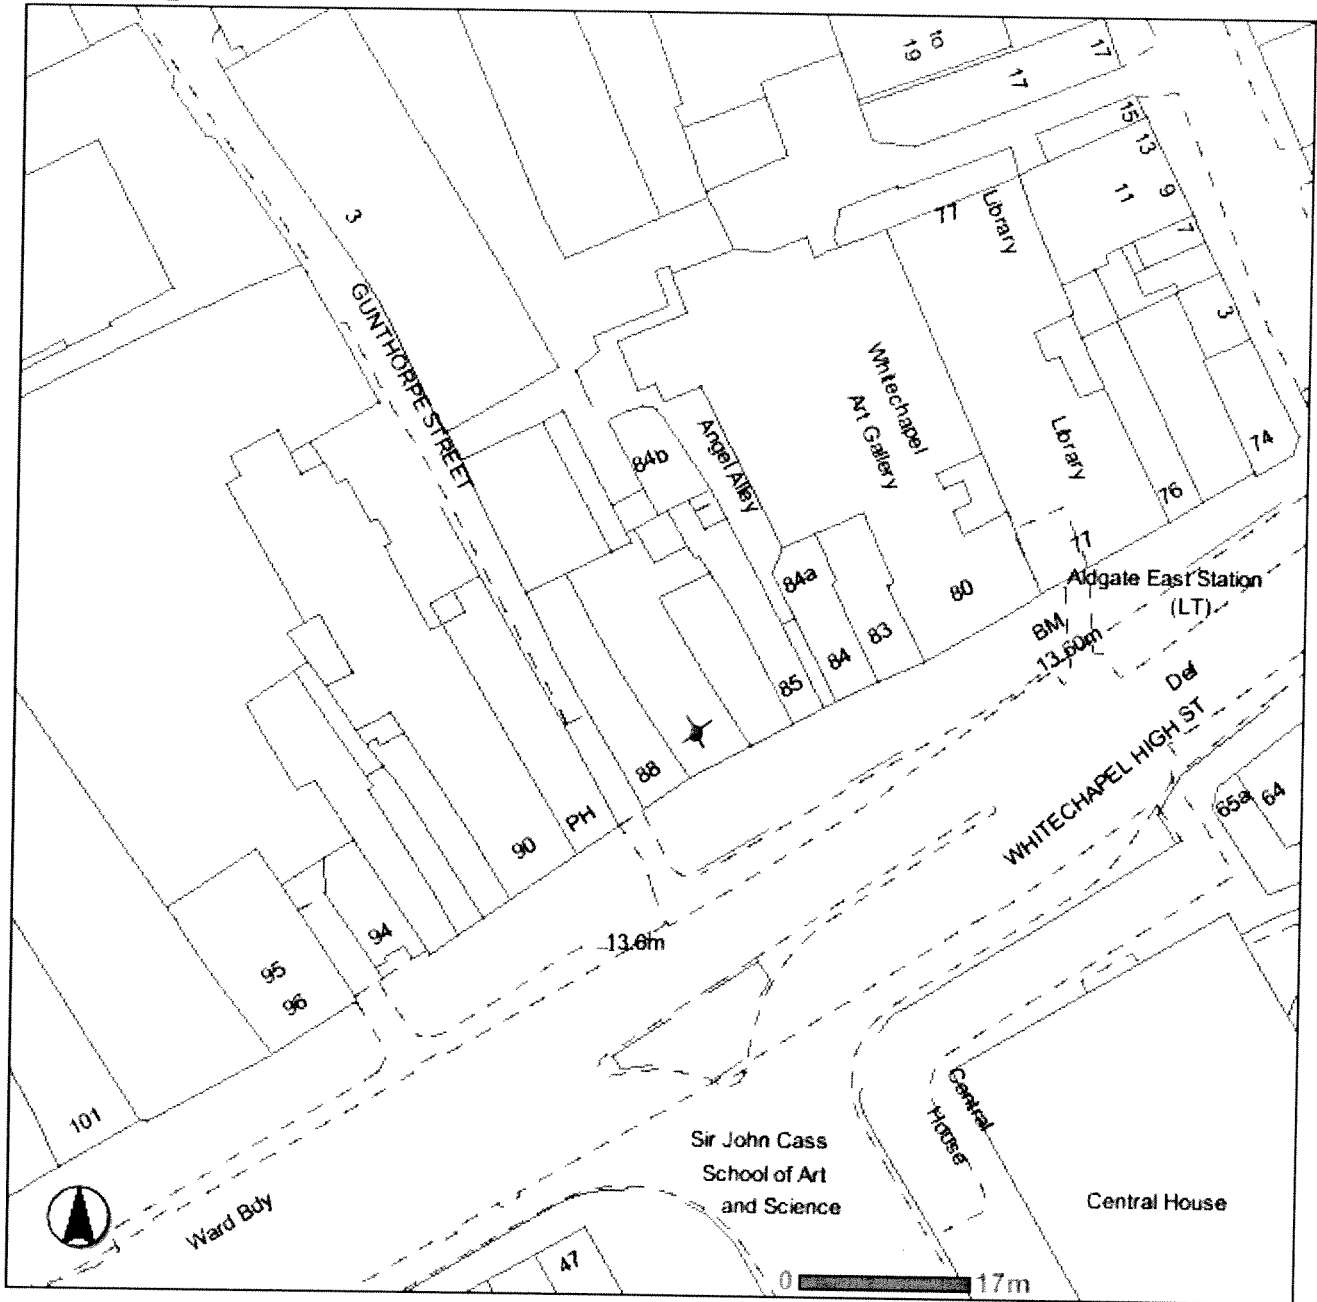 19
to
17
17
15
13
11
9
7
3
3
77
Library
GUNTHORPE STREET
Whitechapel
Art Gallery
Angel Alley
84b
Library
74
76
77
84a
80
Aldgate East Station
(LT)
BM
13.60m
83
84
85
Def
WHITECHAPEL HIGH ST
88
PH
90
65a
64
94
13.6m
95
96
101
Central
House
Sir John Cass
School of Art
and Science
Central House
Ward Bdy
47
0
17m